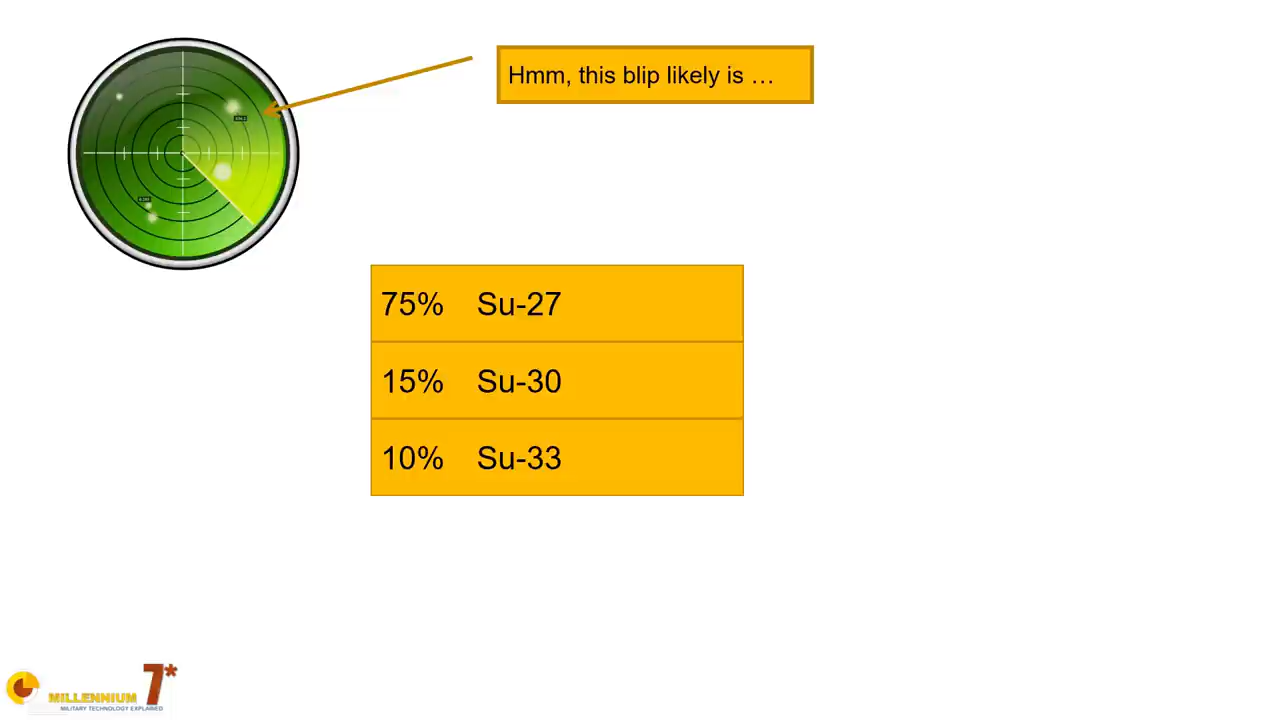 Hmm, this blip likely is …
75% Su-27
15% Su-30
10% Su-33
MILLENNIUM 7*
MILITARY TECHNOLOGY EXPLAINED